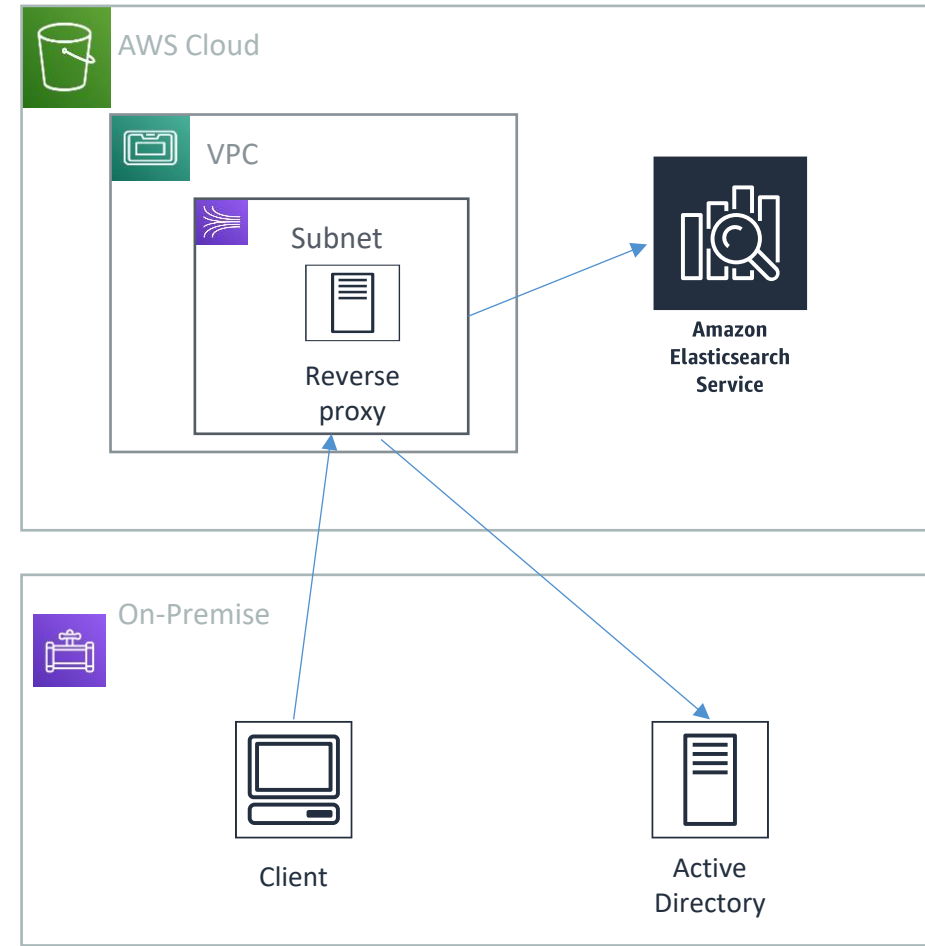 AWS Cloud
VPC
Subnet
Reverse
proxy
Amazon
Elasticsearch
Service
On-Premise
Client
Active
Directory